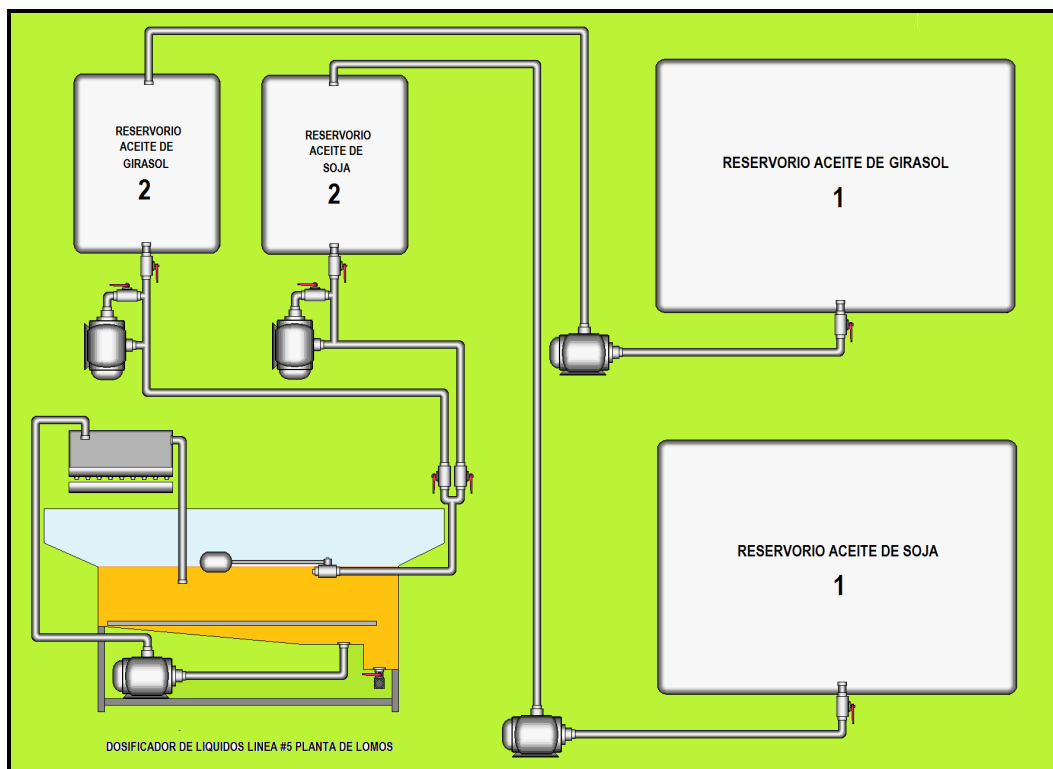 RESERVORIO
ACEITE DE
GIRASOL
2
RESERVORIO
ACEITE DE
SOJA
2
RESERVORIO ACEITE DE GIRASOL
1
RESERVORIO ACEITE DE SOJA
1
DOSIFICADOR DE LIQUIDOS LINEA #5 PLANTA DE LOMOS